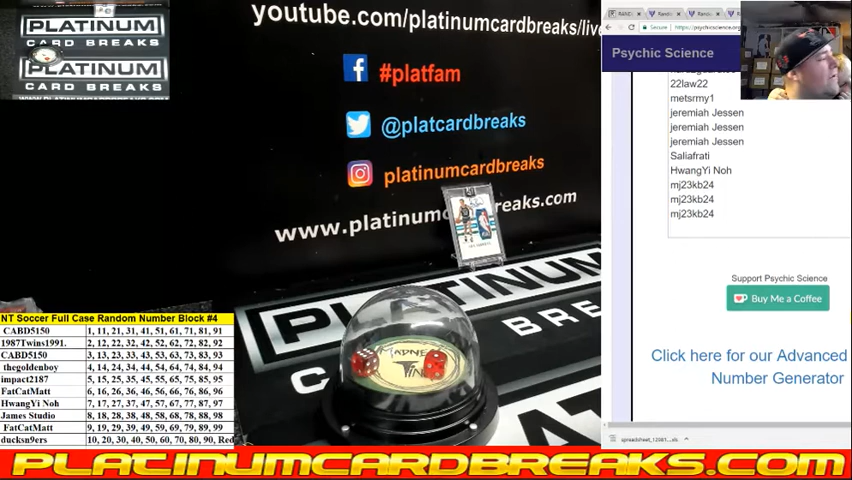 PLATINUM
CARD BREAKS
PLATINUM
CARD BREAKS
youtube.com/platinumcardbreaks/live
#platfam
@platcardbreaks
platinumcardbreaks
www.platinumc reaks.com
PLATINUM
BREA
NT Soccer Full Case Random Number Block #4
CABD5150 1, 11, 21, 31, 41, 51, 61, 71, 81, 91
1987Twins1991. 2, 12, 22, 32, 42, 52, 62, 72, 82, 92
CABD5150 3, 13, 23, 33, 43, 53, 63, 73, 83, 93
thegoldenboy 4, 14, 24, 34, 44, 54, 64, 74, 84, 94
impact2187 5, 15, 25, 35, 45, 55, 65, 75, 85, 95
FatCatMatt 6, 16, 26, 36, 46, 56, 66, 76, 86, 96
HwangYi Noh 7, 17, 27, 37, 47, 57, 67, 77, 87, 97
James Studio 8, 18, 28, 38, 48, 58, 68, 78, 88, 98
FatCatMatt 9, 19, 29, 39, 49, 59, 69, 79, 89, 99
ducksn9ers 10, 20, 30, 40, 50, 60, 70, 80, 90, Red
Secure
Psychic Science
22law22
metsrmy1
jeremiah Jessen
jeremiah Jessen
jeremiah Jessen
Saliafrati
HwangYi Noh
mj23kb24
mj23kb24
mj23kb24
Support Psychic Science
Buy Me a Coffee
Click here for our Advanced
Number Generator
PLATINUMCARDBREAKS.COM